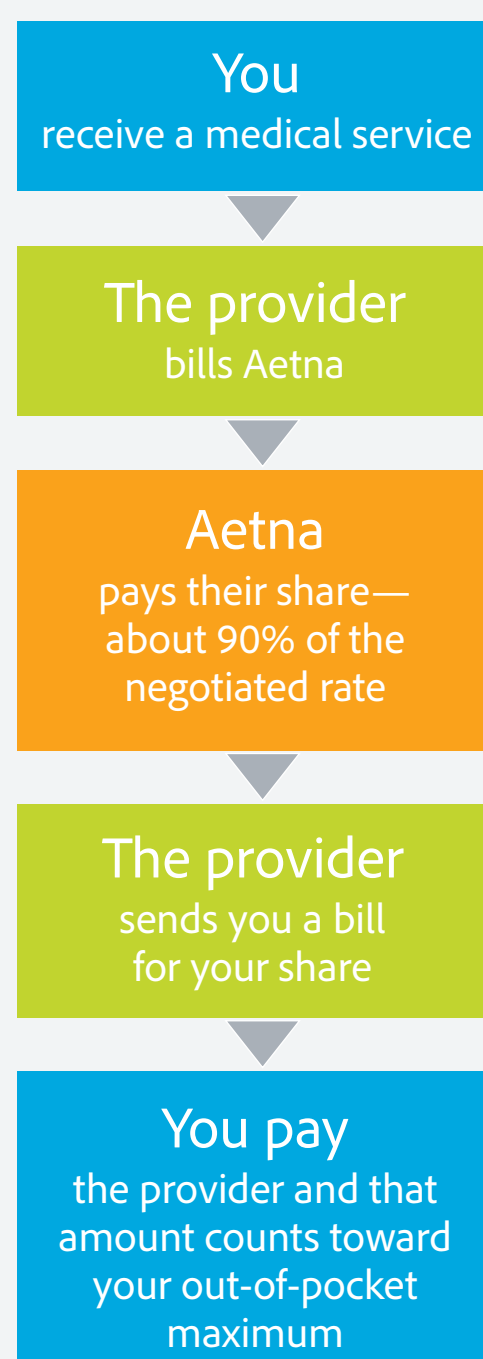 You
receive a medical service
The provider
bills Aetna
Aetna
pays their share—
about 90% of the
negotiated rate
The provider
sends you a bill
for your share
You pay
the provider and that
amount counts toward
your out-of-pocket
maximum